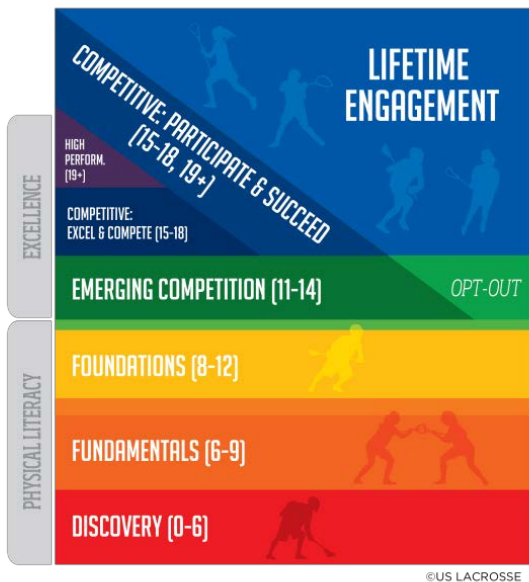 LIFETIME
ENGAGEMENT
COMPETITIVE: PARTICIPATE & SUCCEED
(15-18, 19+)
HIGH
PERFORM.
(19+)
COMPETITIVE:
EXCEL & COMPETE (15-18)
EXCELLENCE
EMERGING COMPETITION (11-14)
OPT-OUT
FOUNDATIONS (8-12)
PHYSICAL LITERACY
FUNDAMENTALS (6-9)
DISCOVERY (0-6)
©US LACROSSE